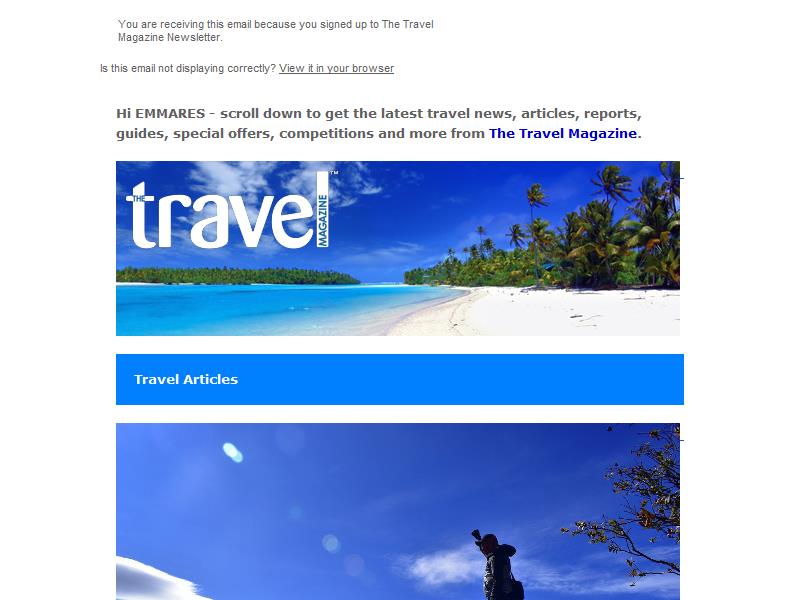 You are receiving this email because you signed up to The Travel
Magazine Newsletter.
Is this email not displaying correctly? View it in your browser
Hi EMMARES - scroll down to get the latest travel news, articles, reports,
guides, special offers, competitions and more from The Travel Magazine.
THE travel MAGAZINE™
Travel Articles